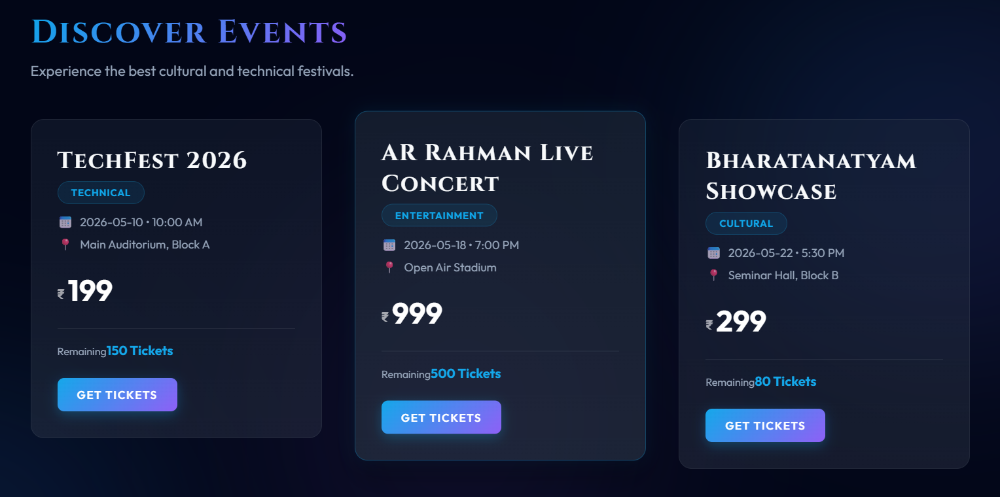 Discover Events
Experience the best cultural and technical festivals.
TechFest 2026
TECHNICAL
2026-05-10 • 10:00 AM
Main Auditorium, Block A
₹ 199
Remaining150 Tickets
GET TICKETS
AR Rahman Live
Concert
ENTERTAINMENT
2026-05-18 • 7:00 PM
Open Air Stadium
₹ 999
Remaining500 Tickets
GET TICKETS
Bharatanatyam
Showcase
CULTURAL
2026-05-22 • 5:30 PM
Seminar Hall, Block B
₹ 299
Remaining80 Tickets
GET TICKETS